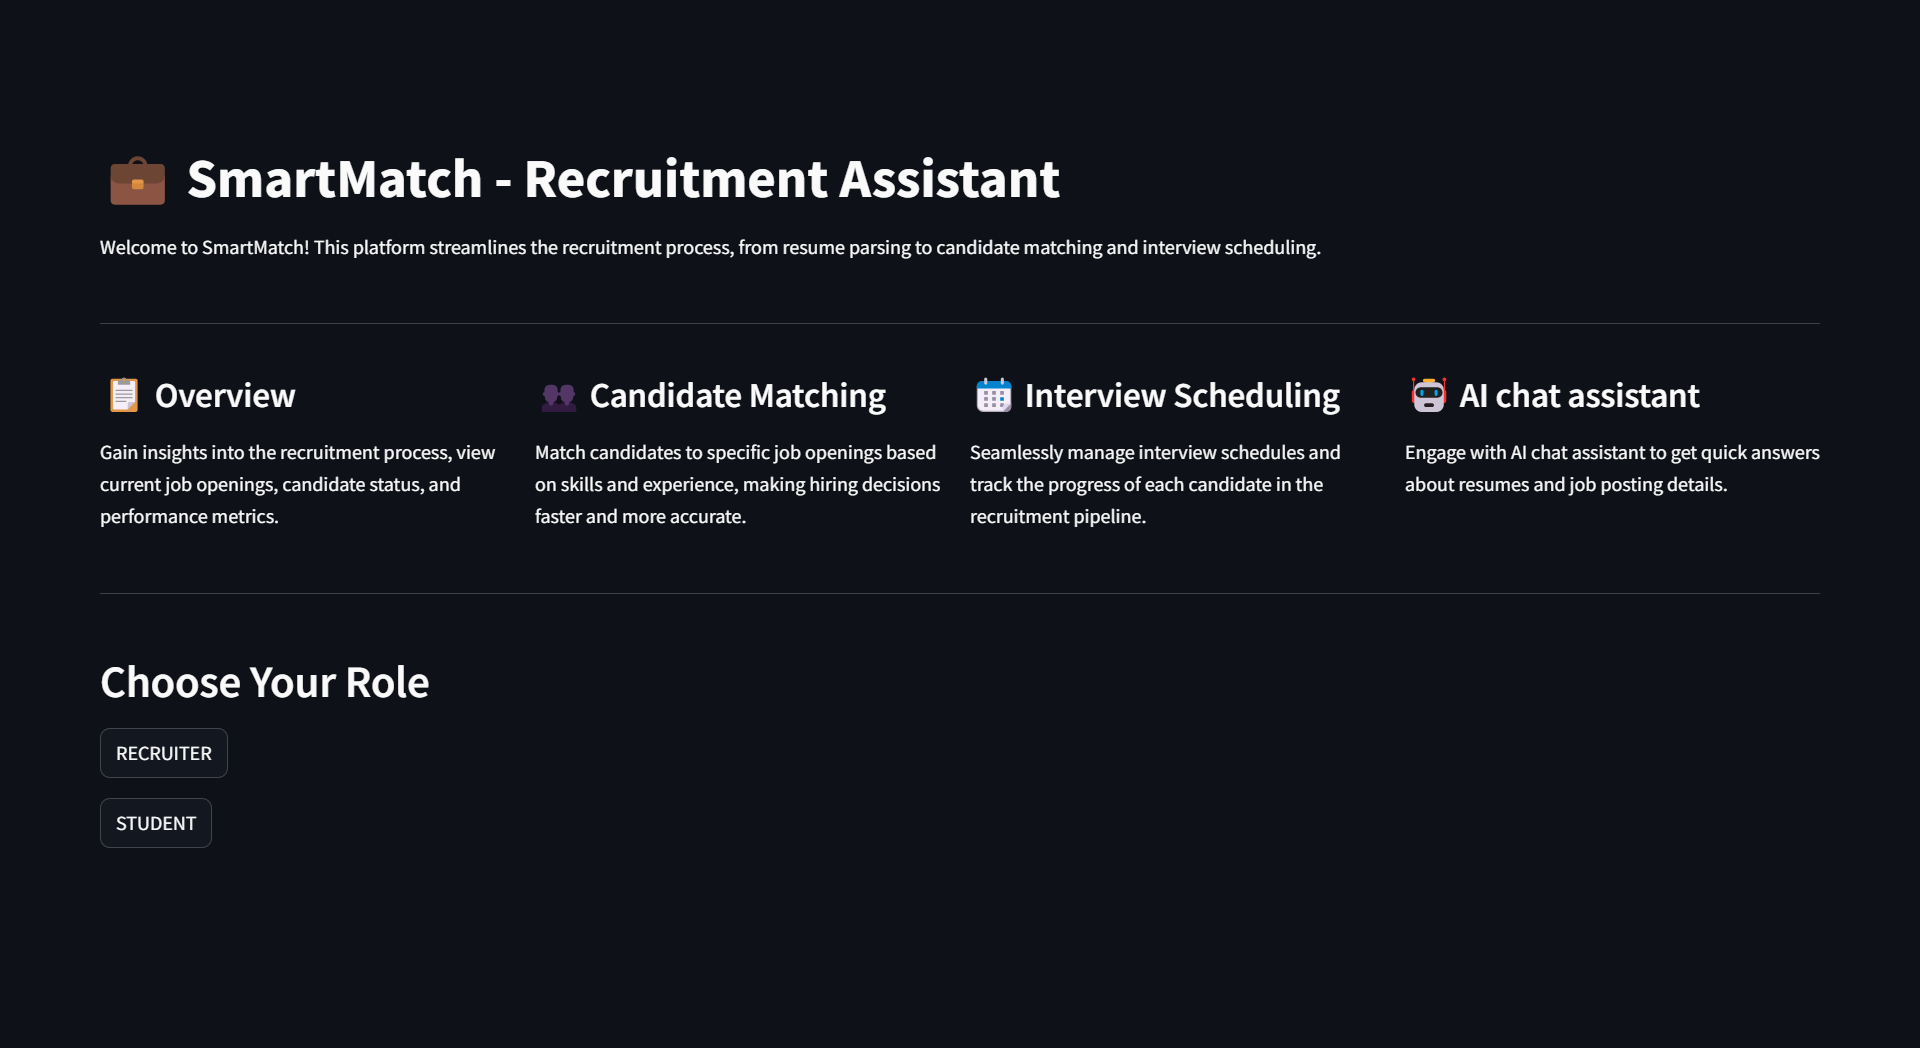 SmartMatch - Recruitment Assistant
Welcome to SmartMatch! This platform streamlines the recruitment process, from resume parsing to candidate matching and interview scheduling.
Overview
Gain insights into the recruitment process, view
current job openings, candidate status, and
performance metrics.
Candidate Matching
Match candidates to specific job openings based
on skills and experience, making hiring decisions
faster and more accurate.
Interview Scheduling
Seamlessly manage interview schedules and
track the progress of each candidate in the
recruitment pipeline.
AI chat assistant
Engage with AI chat assistant to get quick answers
about resumes and job posting details.
Choose Your Role
RECRUITER
STUDENT